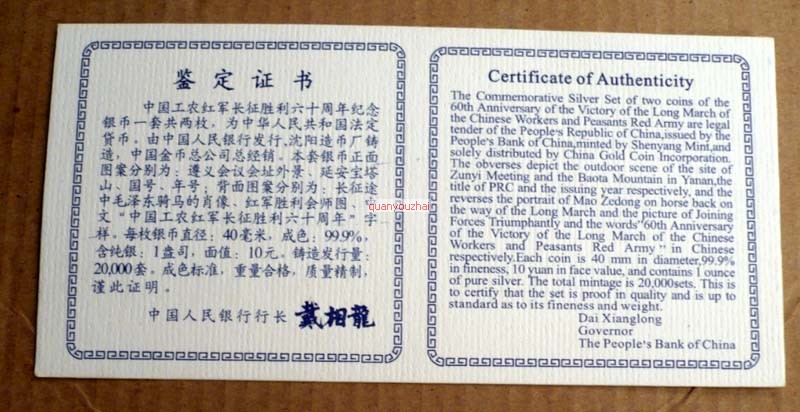 鉴定证书
中国工农红军长征胜利六十周年纪念
银币一套共两枚。为中华人民共和国法定
货币。由中国人民银行发行,沈阳造币厂铸
造,中国金币总公司总经销。本套银币正面
图案分别为:遵义会议会址外景、延安宝塔
山、国号、年号;背面图案分别为:长征途
中毛泽东骑马的肖像、红军胜利会师图、
文“中国工农红军长征胜利六十周年”字
样。每枚银币直径:40毫米,成色:99.9%,
含纯银:1盎司,面值:10元。铸造发行量:
20,000套。成色标准,重量合格,质量精制,
谨此证明。
中国人民银行行长 戴相龍
Certificate of Authenticity
The Commemorative Silver Set of two coins of the
60th Anniversary of the Victory of the Long March of
the Chinese Workers and Peasants Red Army are legal
tender of the People's Republic of China,issued by the
People's Bank of China,minted by Shenyang Mint,and
solely distributed by China Gold Coin Incorporation.
The obverses depict the outdoor scene of the site of
Zunyi Meeting and the Baota Mountain in Yanan,the
title of PRC and the issuing year respectively, and the
reverses the portrait of Mao Zedong on horse back on
the way of the Long March and the picture of Joining
Forces Triumphantly and the words"60th Anniversary
of the Victory of the Long March of the Chinese
Workers and Peasants Red Army" in Chinese
respectively.Each coin is 40 mm in diameter,99.9%
in fineness, 10 yuan in face value, and contains 1 ounce
of pure silver. The total mintage is 20,000sets. This is
to certify that the set is proof in quality and is up to
standard as to its fineness and weight.
Dai Xianglong
Governor
The People's Bank of China
quanyouzhai